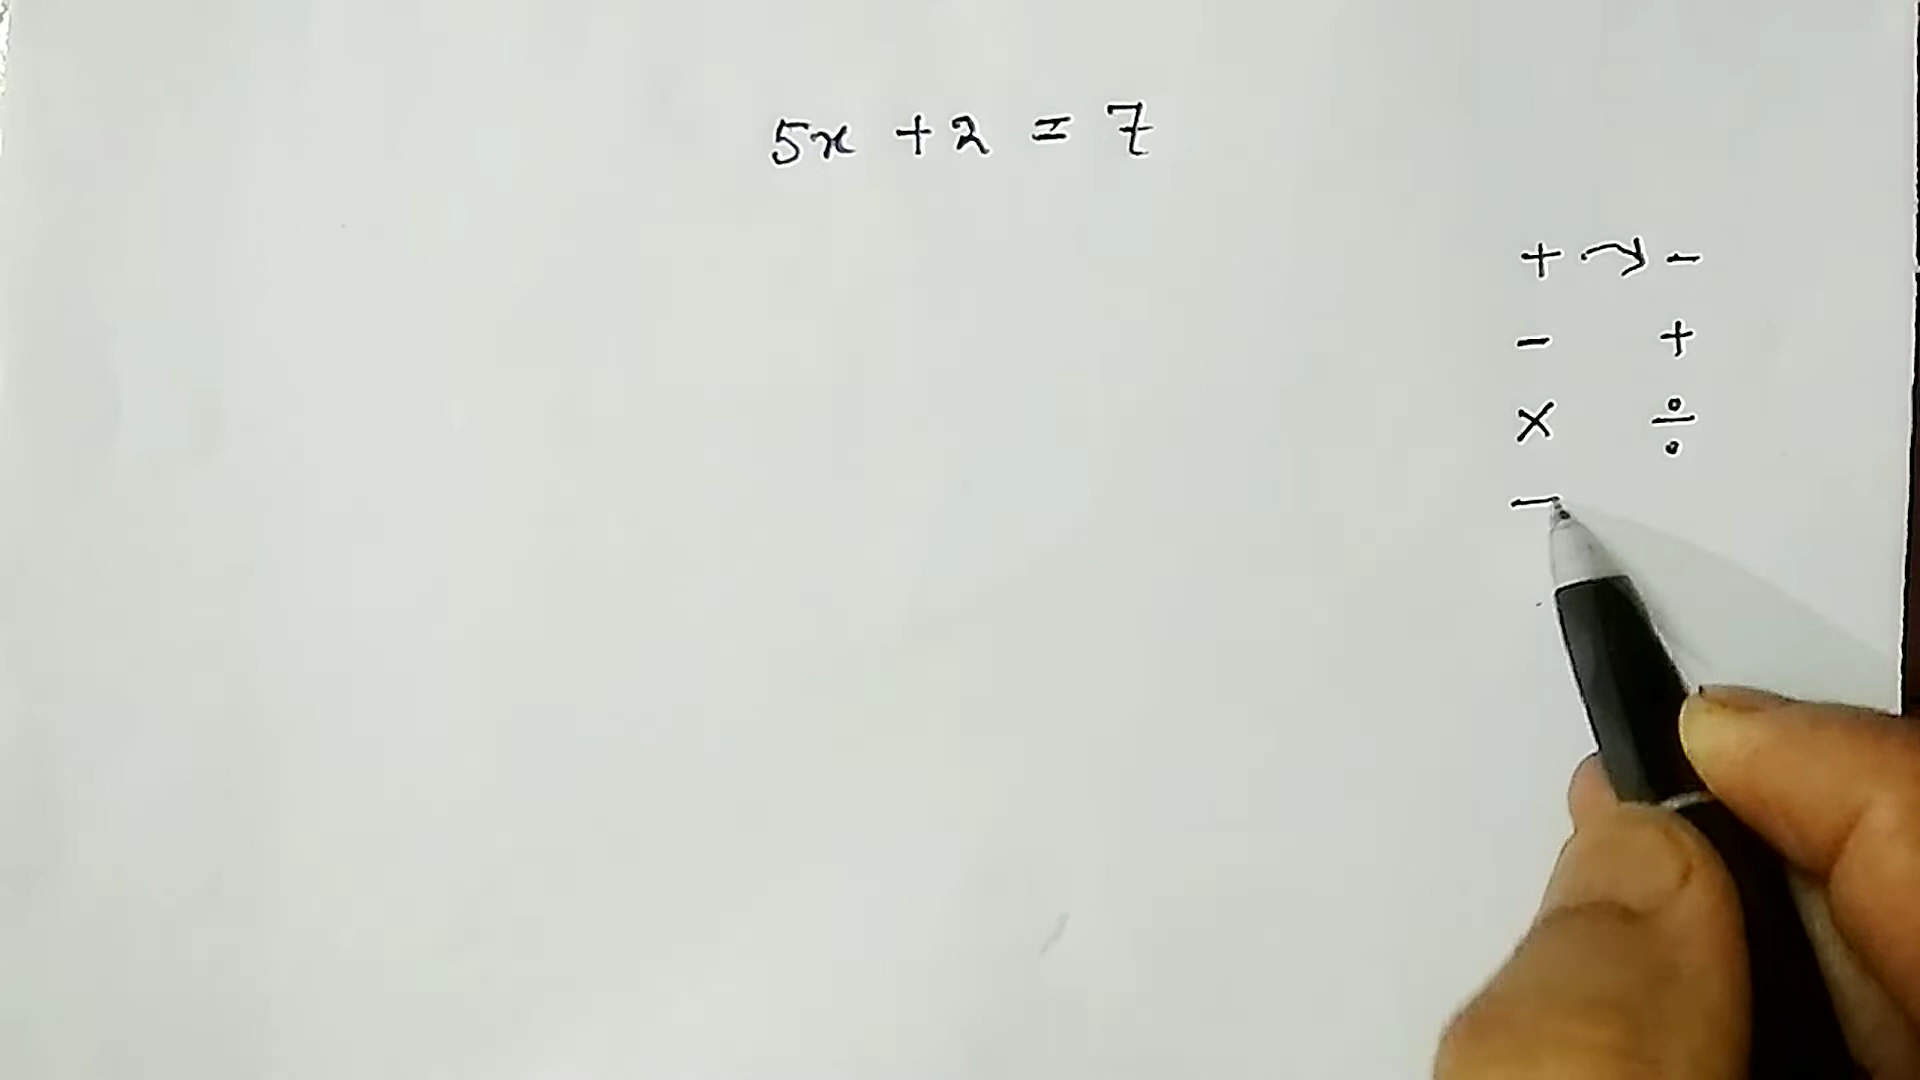 5x + 2 = 7
+ → -
- +
× ÷
—